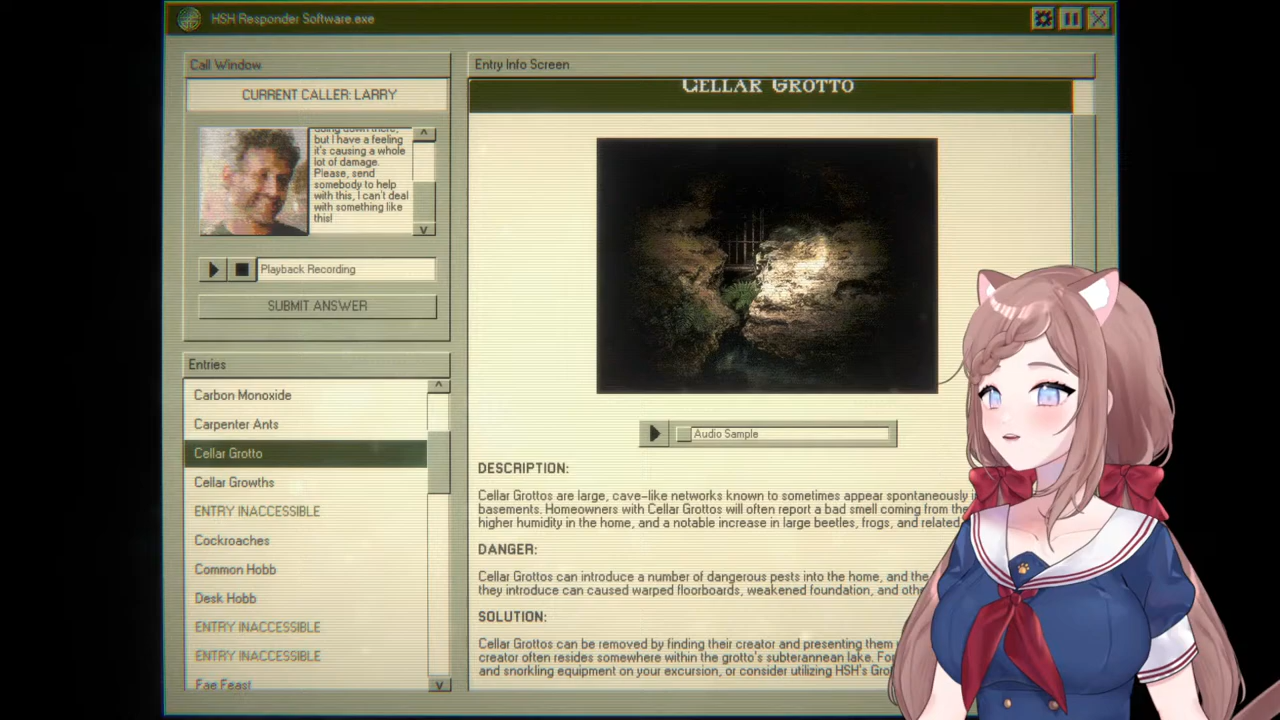 HSH Responder Software.exe
Call Window
CURRENT CALLER: LARRY
going down there,
but I have a feeling
it's causing a whole
lot of damage.
Please, send
somebody to help
with this, I can't deal
with something like
this!
Playback Recording
SUBMIT ANSWER
Entries
Carbon Monoxide
Carpenter Ants
Cellar Grotto
Cellar Growths
ENTRY INACCESSIBLE
Cockroaches
Common Hobb
Desk Hobb
ENTRY INACCESSIBLE
ENTRY INACCESSIBLE
Fae Feast
Entry Info Screen
CELLAR GROTTO
Audio Sample
DESCRIPTION:
Cellar Grottos are large, cave-like networks known to sometimes appear spontaneously
basements. Homeowners with Cellar Grottos will often report a bad smell coming from the
higher humidity in the home, and a notable increase in large beetles, frogs, and related
DANGER:
Cellar Grottos can introduce a number of dangerous pests into the home, and the
they introduce can caused warped floorboards, weakened foundation, and
SOLUTION:
Cellar Grottos can be removed by finding their creator and presenting them
creator often resides somewhere within the grotto's subterannean lake.
and snorkling equipment on your excursion, or consider utilizing HSH's